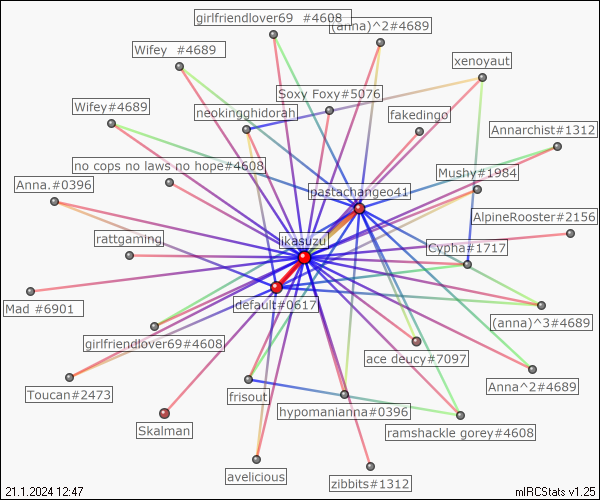 girlfriendlover69 #4608
(anna)^2#4689
Wifey #4689
xenoyaut
Soxy Foxy#5076
Wifey#4689
neokingghidorah
fakedingo
Annarchist#1312
no cops no laws no hope#4608
Mushy#1984
Anna.#0396
pastachangeo41
AlpineRooster#2156
rattgaming
ikasuzu
Cypha#1717
Mad #6901
default#0617
(anna)^3#4689
girlfriendlover69#4608
ace deucy#7097
Toucan#2473
frisout
Anna^2#4689
hypomanianna#0396
Skalman
ramshackle gorey#4608
avelicious
zibbits#1312
21.1.2024 12:47
mIRCStats v1.25